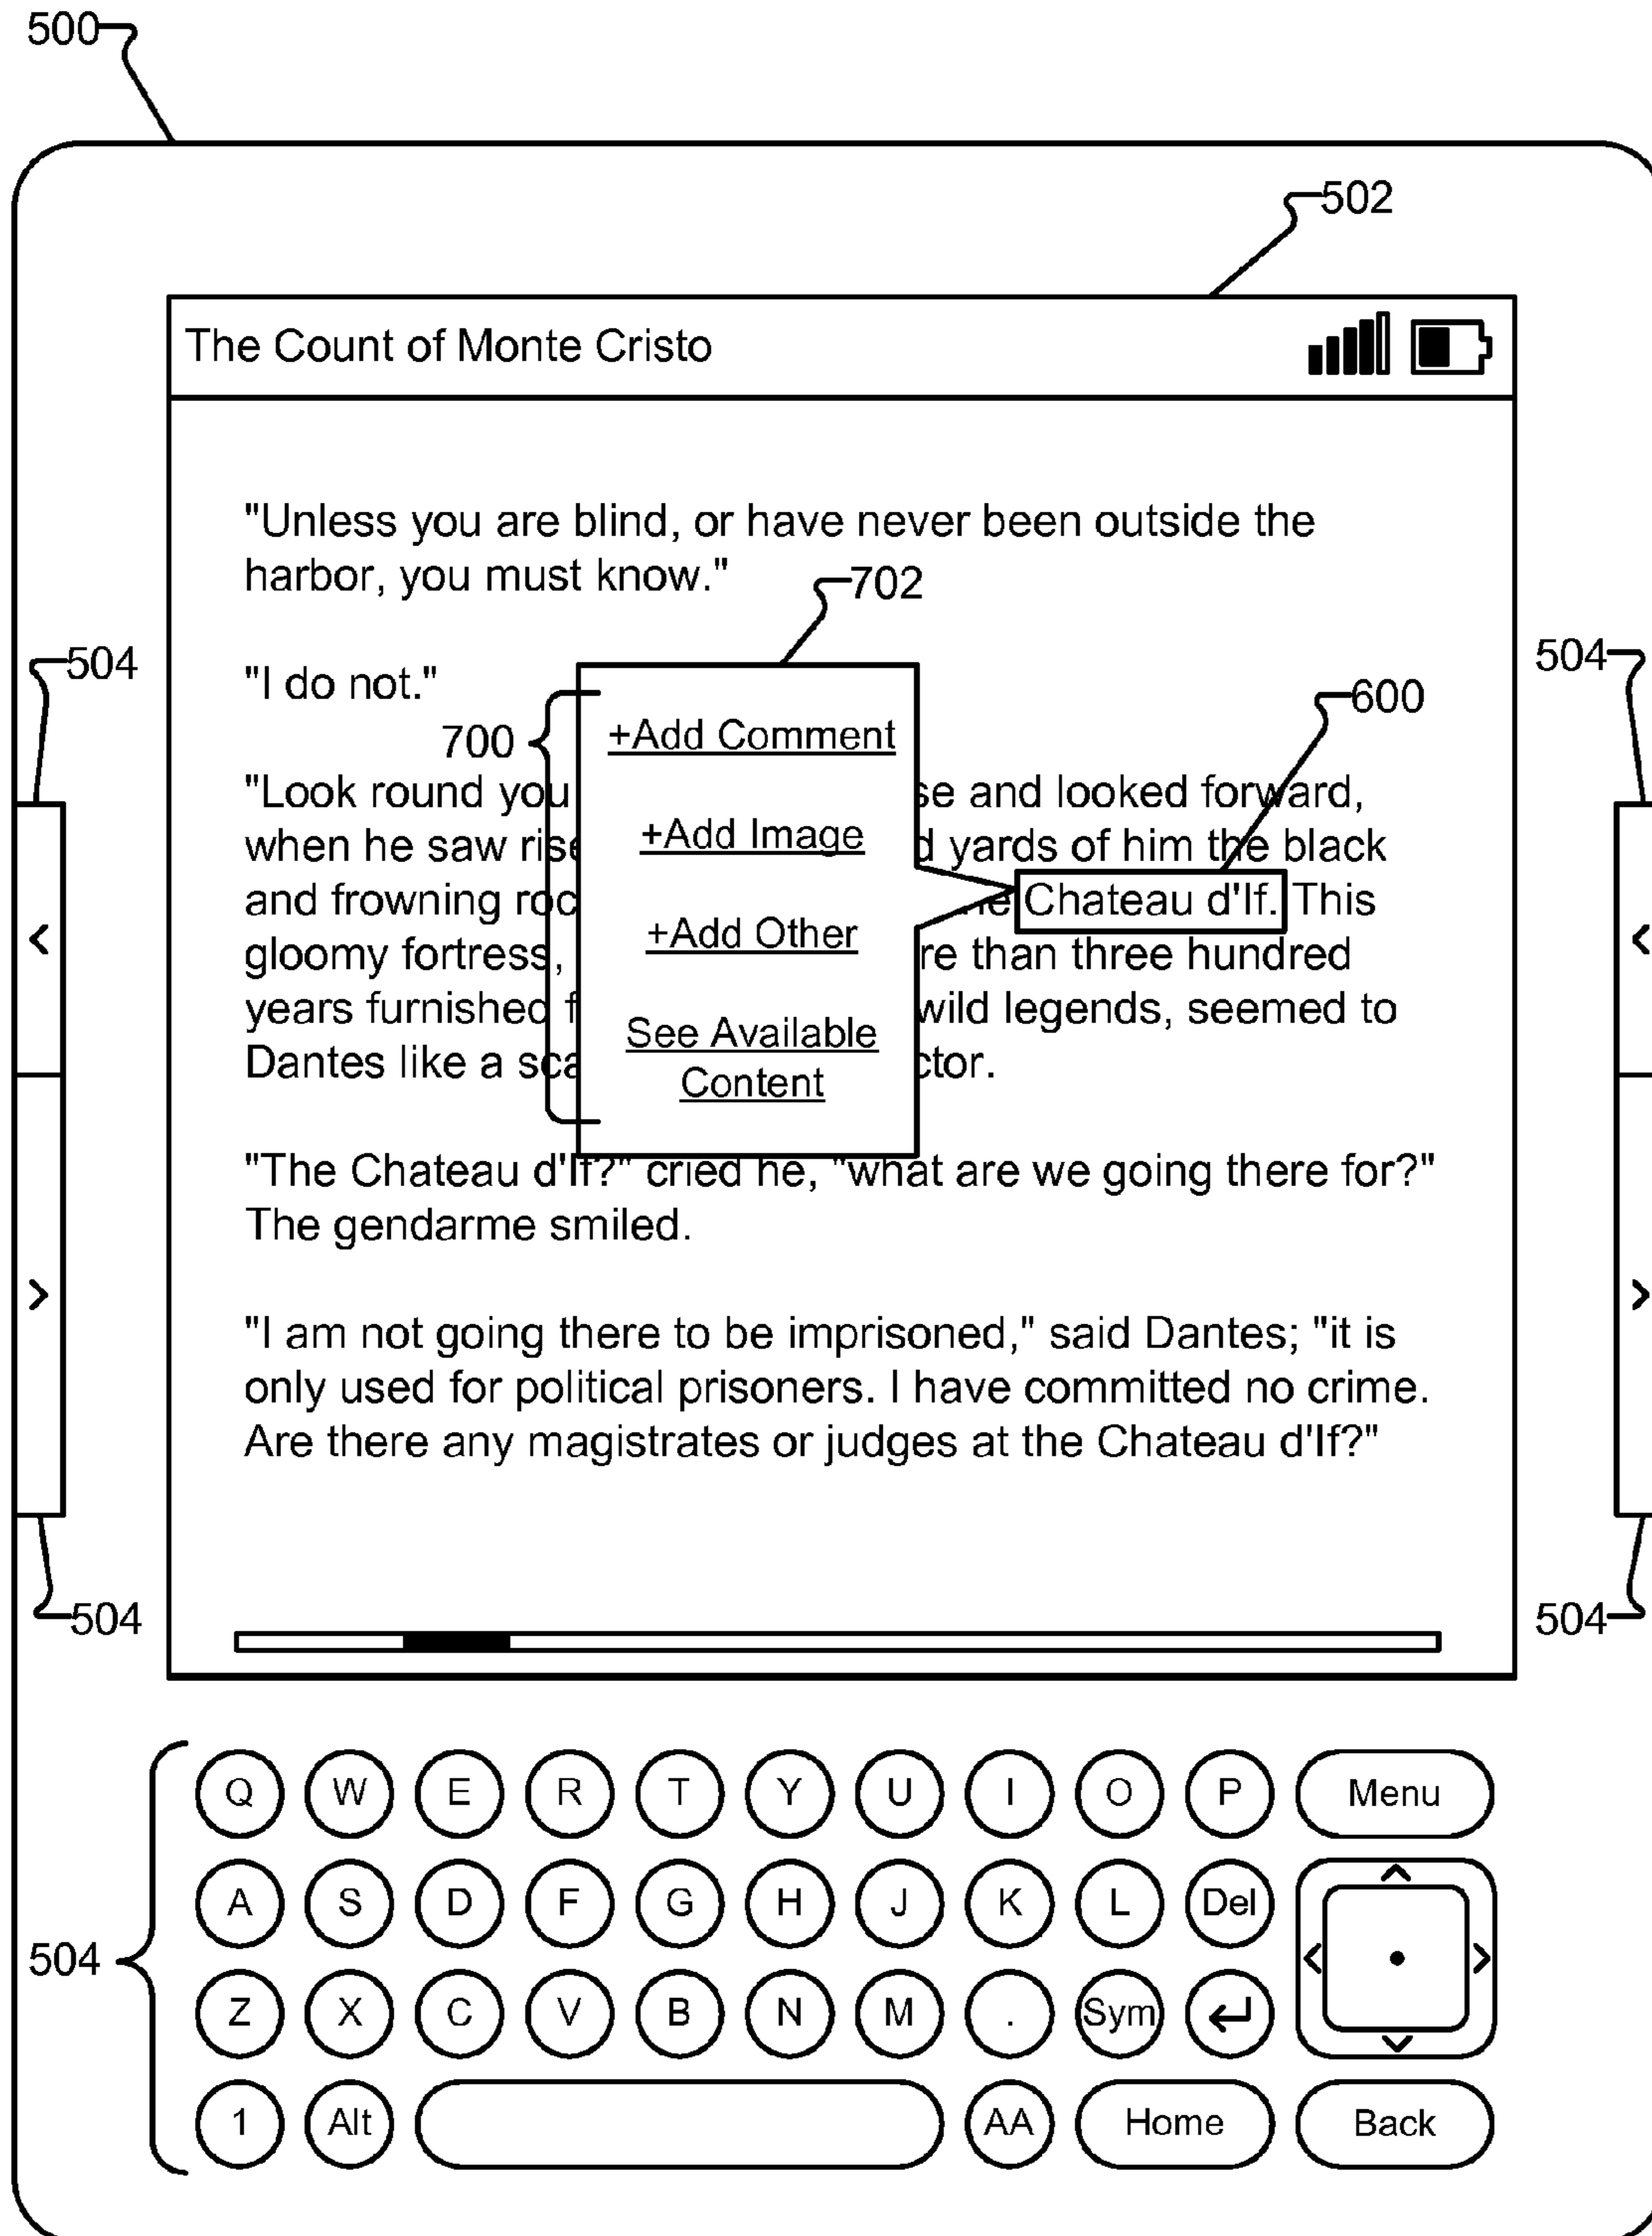 500
502
The Count of Monte Cristo
"Unless you are blind, or have never been outside the
harbor, you must know."
702
504
504
"I do not."
600
700
+Add Comment
"Look round you se and looked forward,
+Add Image
when he saw rise d yards of him the black
and frowning roc Chateau d'If. This
+Add Other
gloomy fortress, re than three hundred
years furnished wild legends, seemed to
See Available
Dantes like a sca ctor.
Content
"The Chateau d'If?" cried he, "what are we going there for?"
The gendarme smiled.
"I am not going there to be imprisoned," said Dantes; "it is
only used for political prisoners. I have committed no crime.
Are there any magistrates or judges at the Chateau d'If?"
504
504
Q W E R T Y U I O P Menu
A S D F G H J K L Del
504
Z X C V B N M . Sym
1 Alt AA Home Back